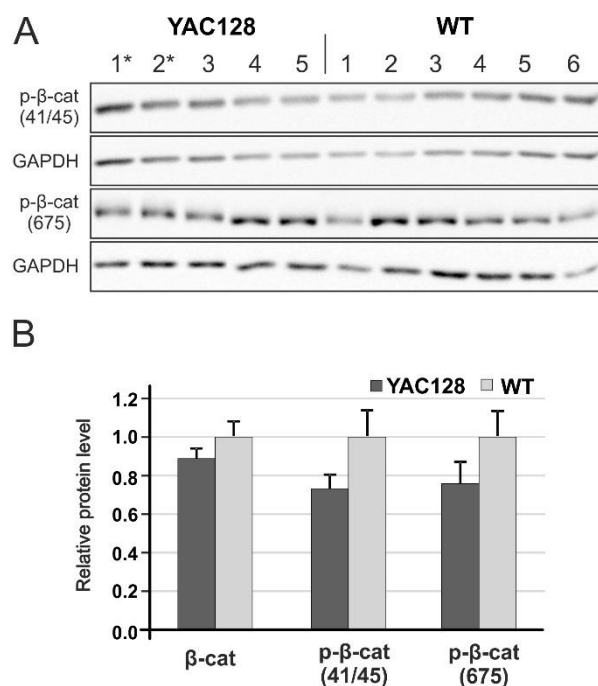 A
YAC128 WT
1* 2* 3 4 5 1 2 3 4 5 6
p-β-cat
(41/45)
GAPDH
p-β-cat
(675)
GAPDH
B
YAC128 WT
Relative protein level
1.2
1.0
0.8
0.6
0.4
0.2
0.0
β-cat p-β-cat p-β-cat
(41/45) (675)